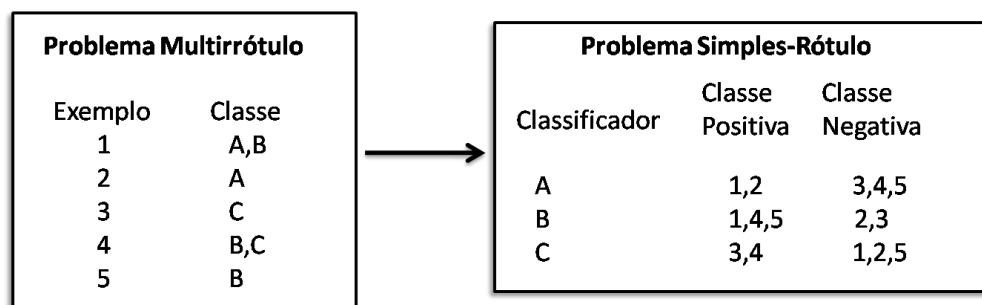 Problema Multirrótulo
Exemplo Classe
1 A,B
2 A
3 C
4 B,C
5 B
Problema Simples-Rótulo
Classificador Classe Positiva Classe Negativa
A 1,2 3,4,5
B 1,4,5 2,3
C 3,4 1,2,5